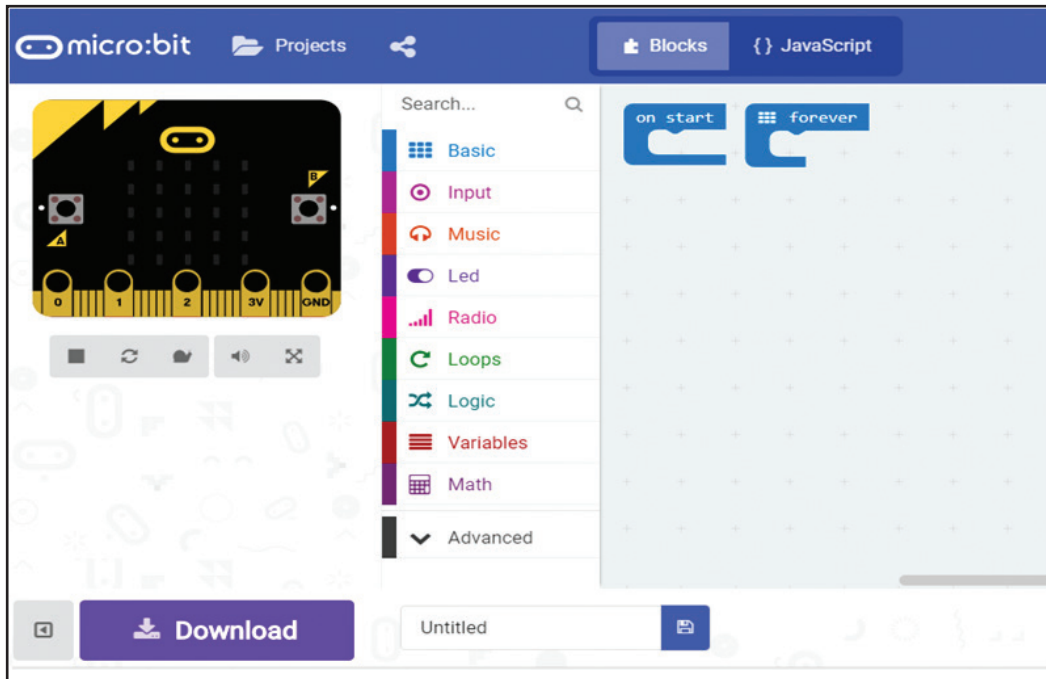 micro:bit Projects Blocks {} JavaScript
Search...
Basic
Input
Music
Led
Radio
Loops
Logic
Variables
Math
Advanced
on start
forever
A
B
0 1 2 3V GND
Download
Untitled